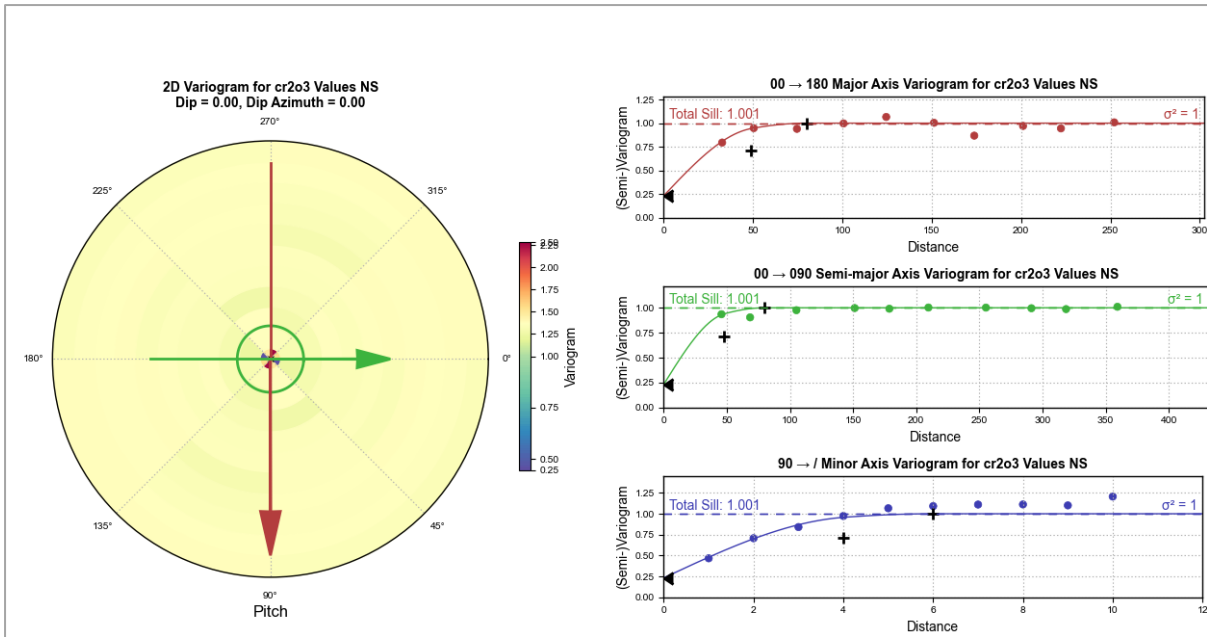 2D Variogram for cr2o3 Values NS
Dip = 0.00, Dip Azimuth = 0.00
270°
225°
315°
180°
0°
135°
45°
90°
Pitch
2.50
2.25
2.00
1.75
1.50
1.25
1.00
0.75
0.50
0.25
Variogram
00 → 180 Major Axis Variogram for cr2o3 Values NS
Total Sill: 1.001
σ² = 1
1.25
1.00
0.75
0.50
0.25
0.00
(Semi-)Variogram
0 50 100 150 200 250 300
Distance
00 → 090 Semi-major Axis Variogram for cr2o3 Values NS
Total Sill: 1.001
σ² = 1
1.00
0.75
0.50
0.25
0.00
(Semi-)Variogram
0 50 100 150 200 250 300 350 400
Distance
90 → / Minor Axis Variogram for cr2o3 Values NS
Total Sill: 1.001
σ² = 1
1.25
1.00
0.75
0.50
0.25
0.00
(Semi-)Variogram
0 2 4 6 8 10 12
Distance